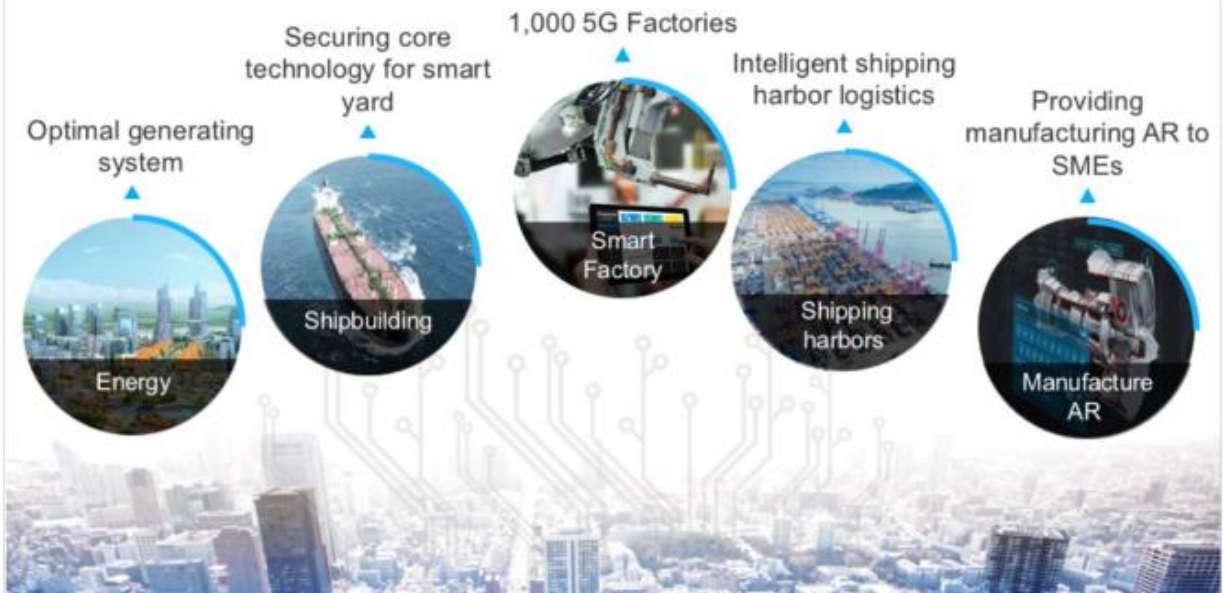 Optimal generating
system
Energy
Securing core
technology for smart
yard
Shipbuilding
1,000 5G Factories
Smart
Factory
Intelligent shipping
harbor logistics
Shipping
harbors
Providing
manufacturing AR to
SMEs
Manufacture
AR